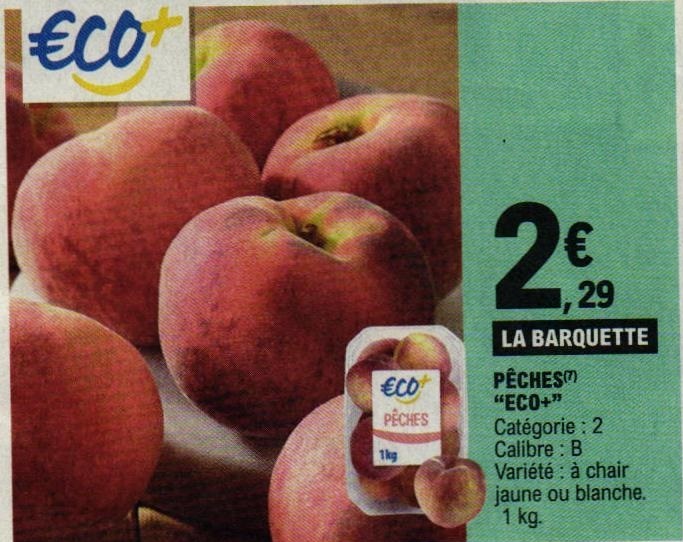 €CO+
2€
,29
LA BARQUETTE
PÊCHES(7)
"ECO+"
Catégorie : 2
Calibre : B
Variété : à chair
jaune ou blanche.
1 kg.
€CO+
PÊCHES
1kg